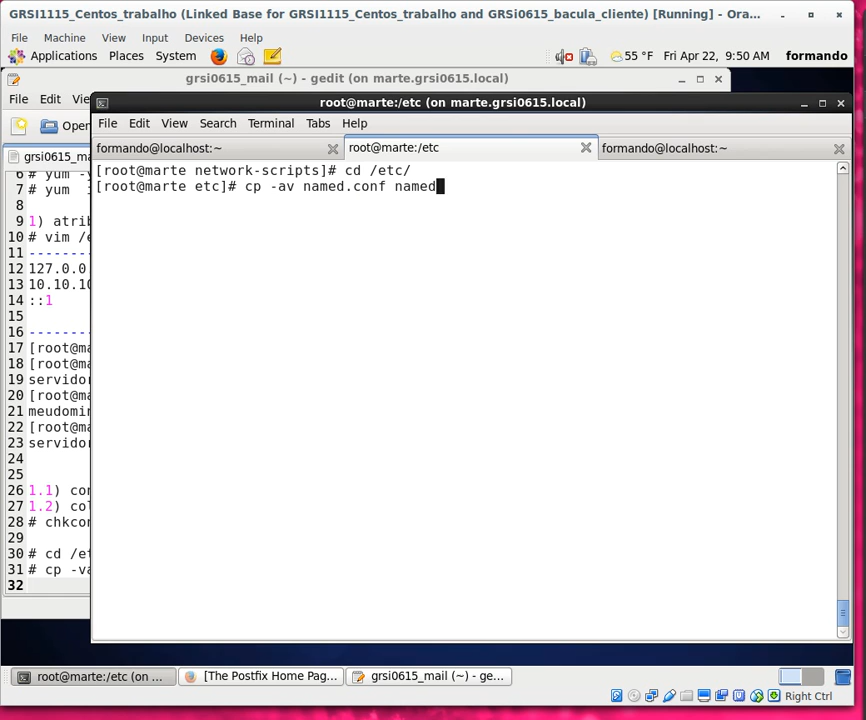 GRSI1115_Centos_trabalho (Linked Base for GRSI1115_Centos_trabalho and GRSi0615_bacula_cliente) [Running] - Ora...
File Machine View Input Devices Help
Applications Places System 55 °F Fri Apr 22, 9:50 AM formando
grsi0615_mail (~) - gedit (on marte.grsi0615.local)
File Edit Vie
Open
grsi0615_ma
root@marte:/etc (on marte.grsi0615.local)
File Edit View Search Terminal Tabs Help
formando@localhost:~ root@marte:/etc formando@localhost:~
[root@marte network-scripts]# cd /etc/
[root@marte etc]# cp -av named.conf named
6 # yum -y
7 # yum i
8
9 1) atrib
10 # vim /e
11 --------
12 127.0.0
13 10.10.10
14 ::1
15
16 --------
17 [root@ma
18 [root@ma
19 servidor
20 [root@ma
21 meudomin
22 [root@ma
23 servidor
24
25
26 1.1) con
27 1.2) col
28 # chkcon
29
30 # cd /et
31 # cp -va
32
root@marte:/etc (on ... [The Postfix Home Pag... grsi0615_mail (~) - ge...
Right Ctrl